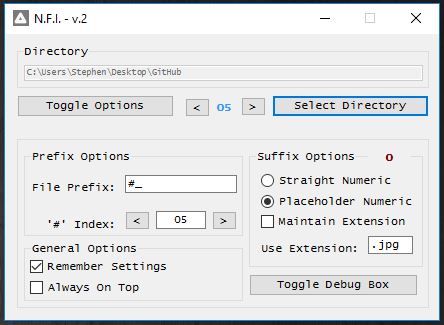 N.F.I. - v.2
Directory
C:\Users\Stephen\Desktop\GitHub
Toggle Options < 05 > Select Directory
Prefix Options
File Prefix: #_
'#' Index: < 05 >
General Options
Remember Settings
Always On Top
Suffix Options 0
Straight Numeric
Placeholder Numeric
Maintain Extension
Use Extension: .jpg
Toggle Debug Box